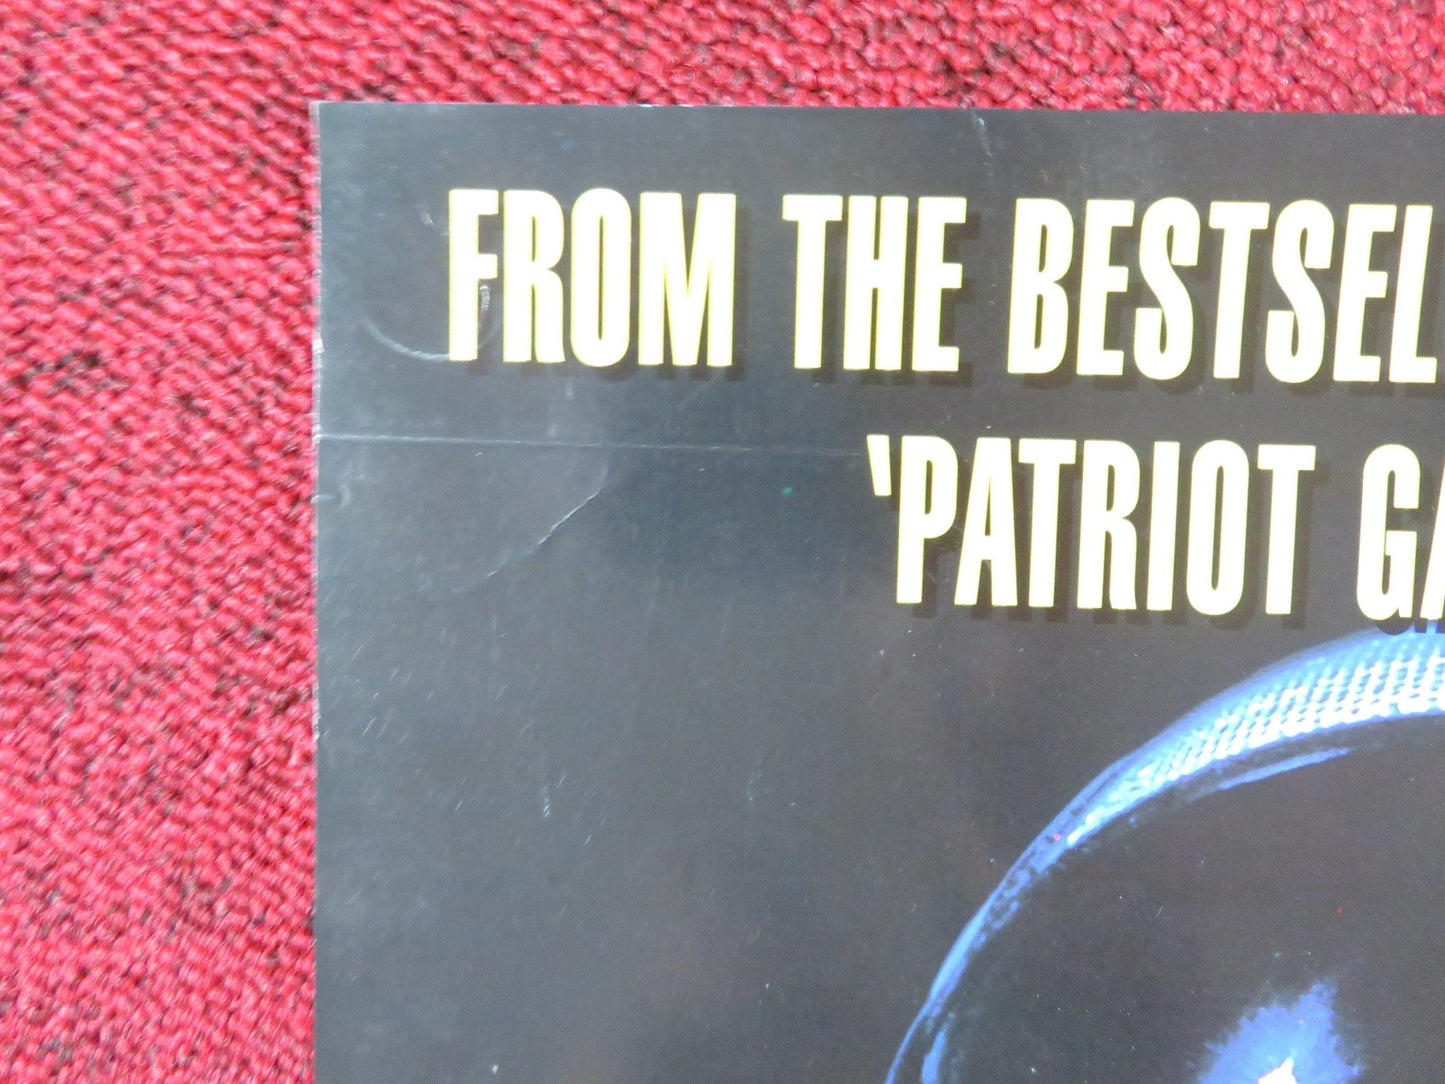 FROM THE BESTSEL
'PATRIOT GA